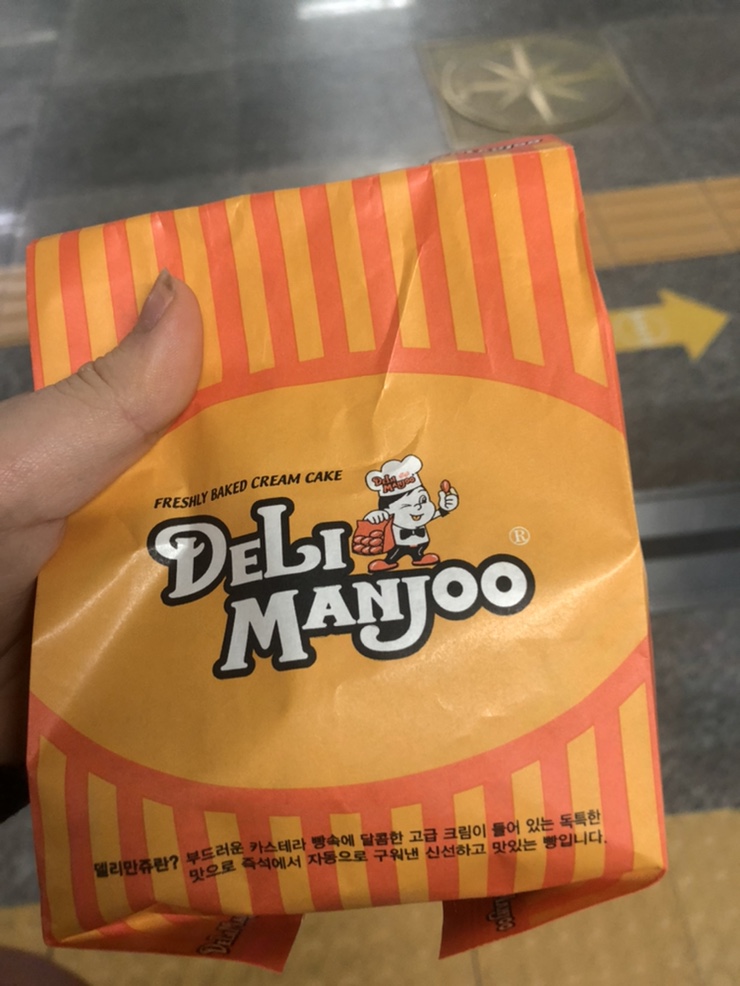 FRESHLY BAKED CREAM CAKE
Deli
Manjoo
DELI
MANJOO
®
델리만쥬란? 부드러운 카스테라 빵속에 달콤한 고급 크림이 들어 있는 독특한
맛으로 즉석에서 자동으로 구워낸 신선하고 맛있는 빵입니다.